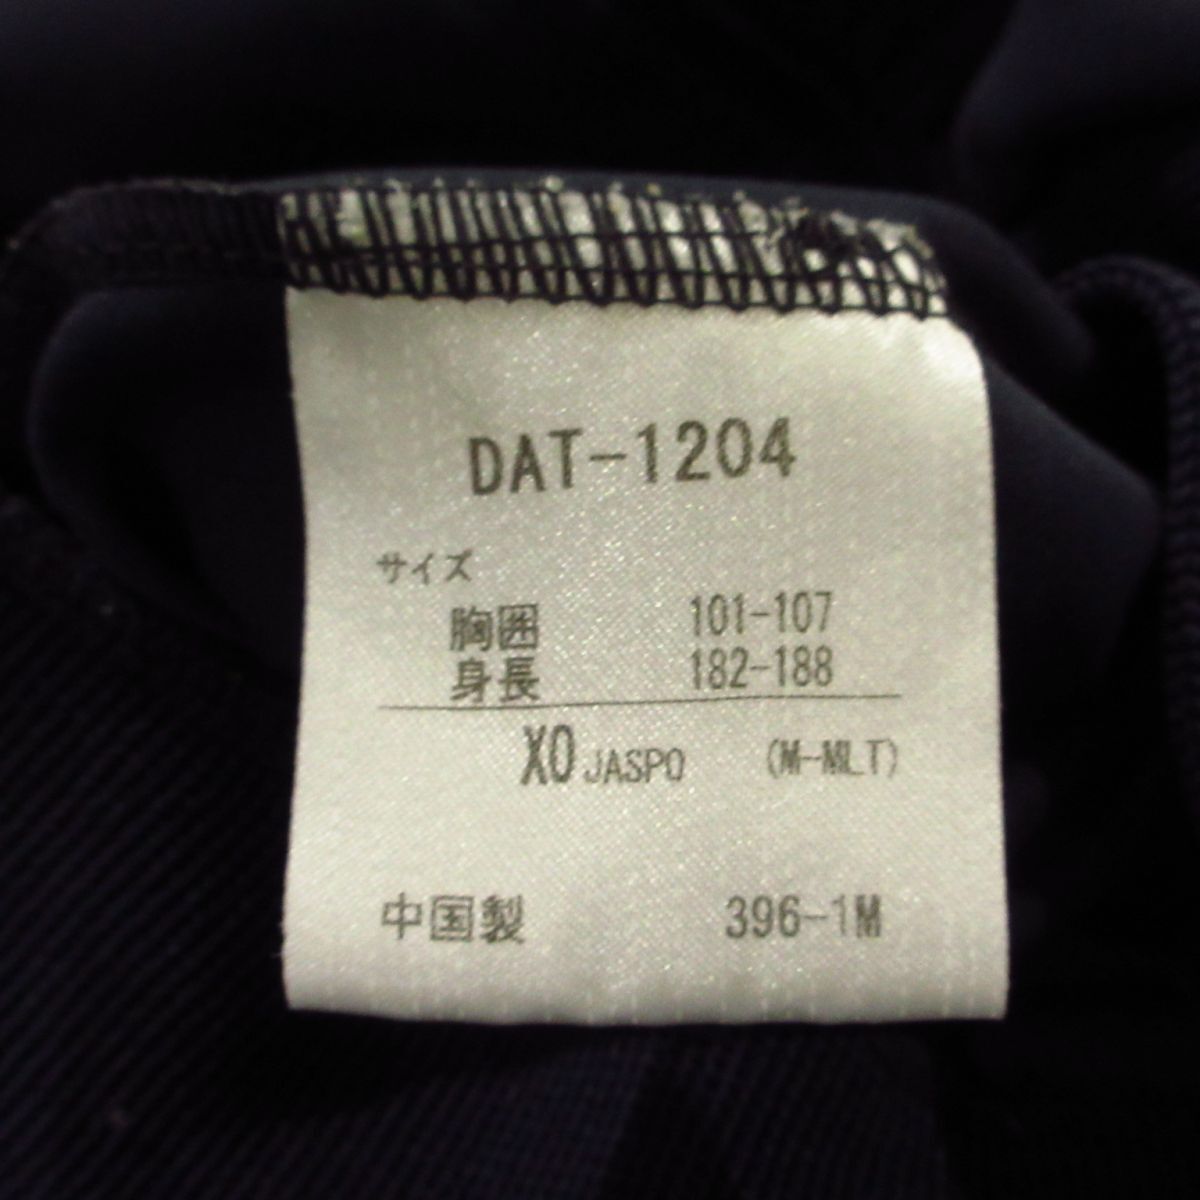 DAT-1204
サイズ
胸囲 101-107
身長 182-188
XO JASPO (M-MLT)
中国製 396-1M